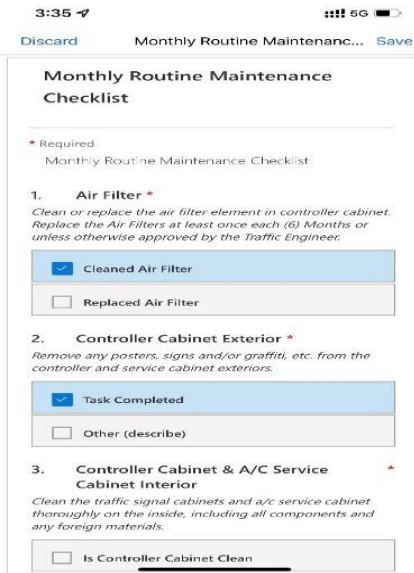 3:35
5G
Discard Monthly Routine Maintenanc... Save
Monthly Routine Maintenance
Checklist
* Required
Monthly Routine Maintenance Checklist
1. Air Filter *
Clean or replace the air filter element in controller cabinet.
Replace the Air Filters at least once each (6) Months or
unless otherwise approved by the Traffic Engineer.
Cleaned Air Filter
Replaced Air Filter
2. Controller Cabinet Exterior *
Remove any posters, signs and/or graffiti, etc. from the
controller and service cabinet exteriors.
Task Completed
Other (describe)
3. Controller Cabinet & A/C Service *
Cabinet Interior
Clean the traffic signal cabinets and a/c service cabinet
thoroughly on the inside, including all components and
any foreign materials.
Is Controller Cabinet Clean